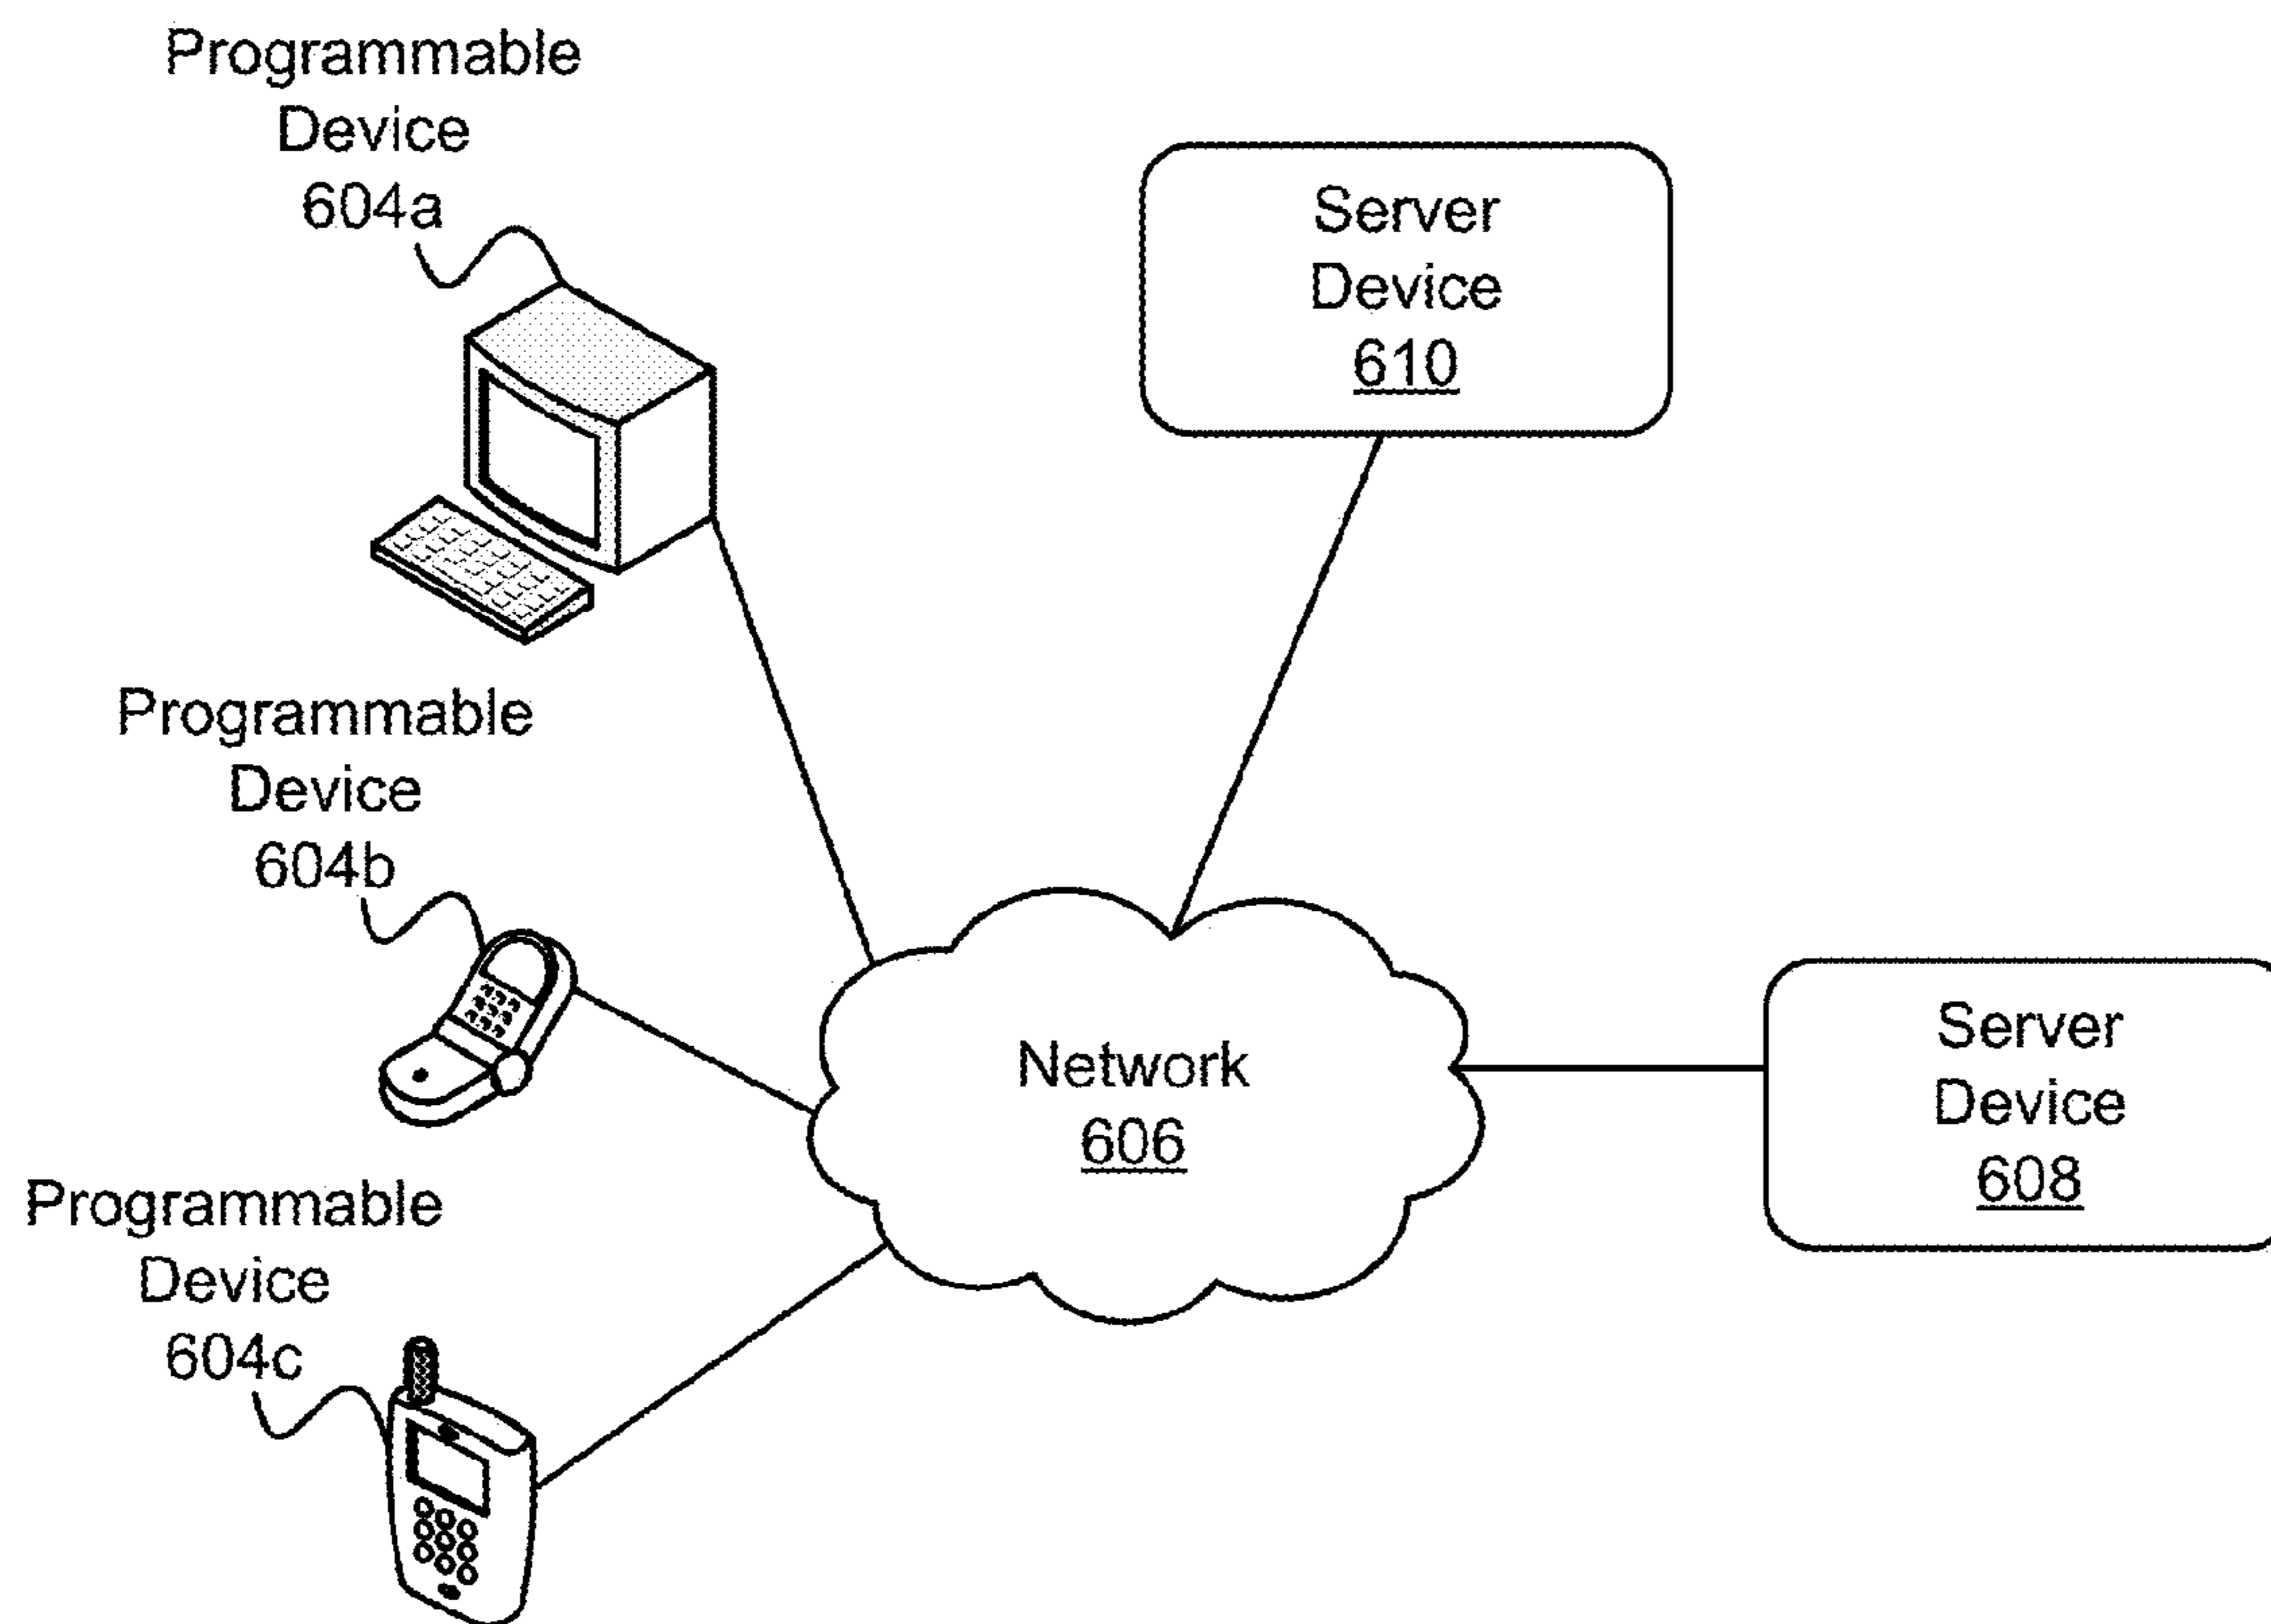 Programmable
Device
604a
Server
Device
610
Programmable
Device
604b
Network
606
Server
Device
608
Programmable
Device
604c